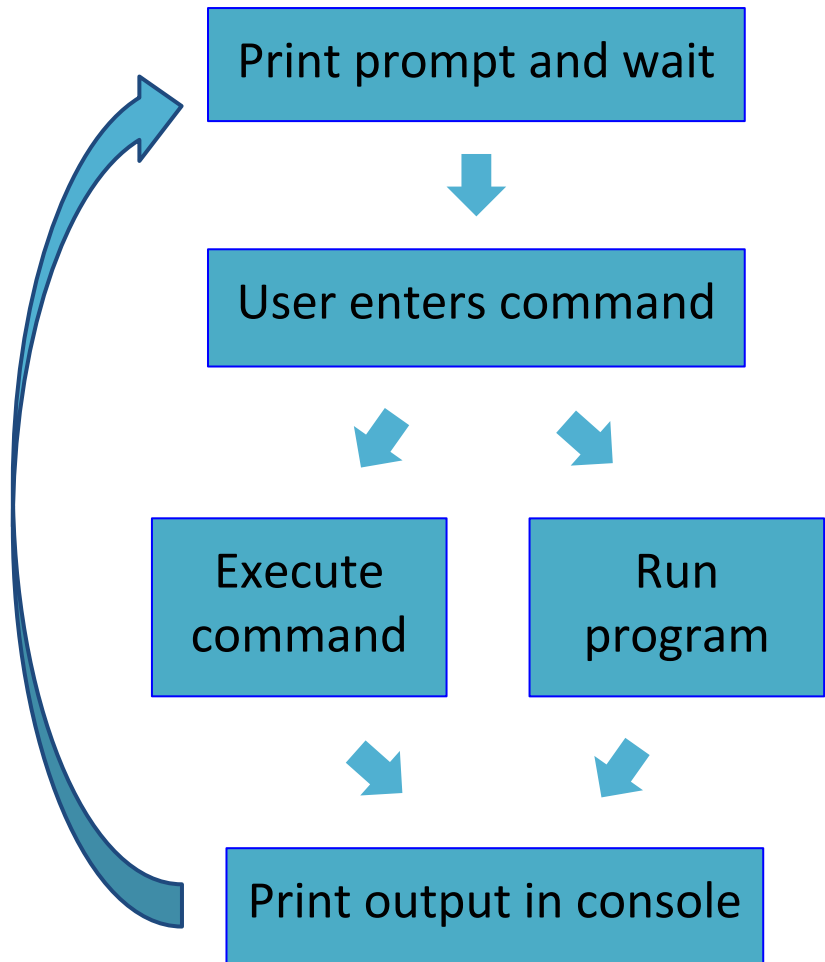 Print prompt and wait
User enters command
Execute
command
Run
program
Print output in console